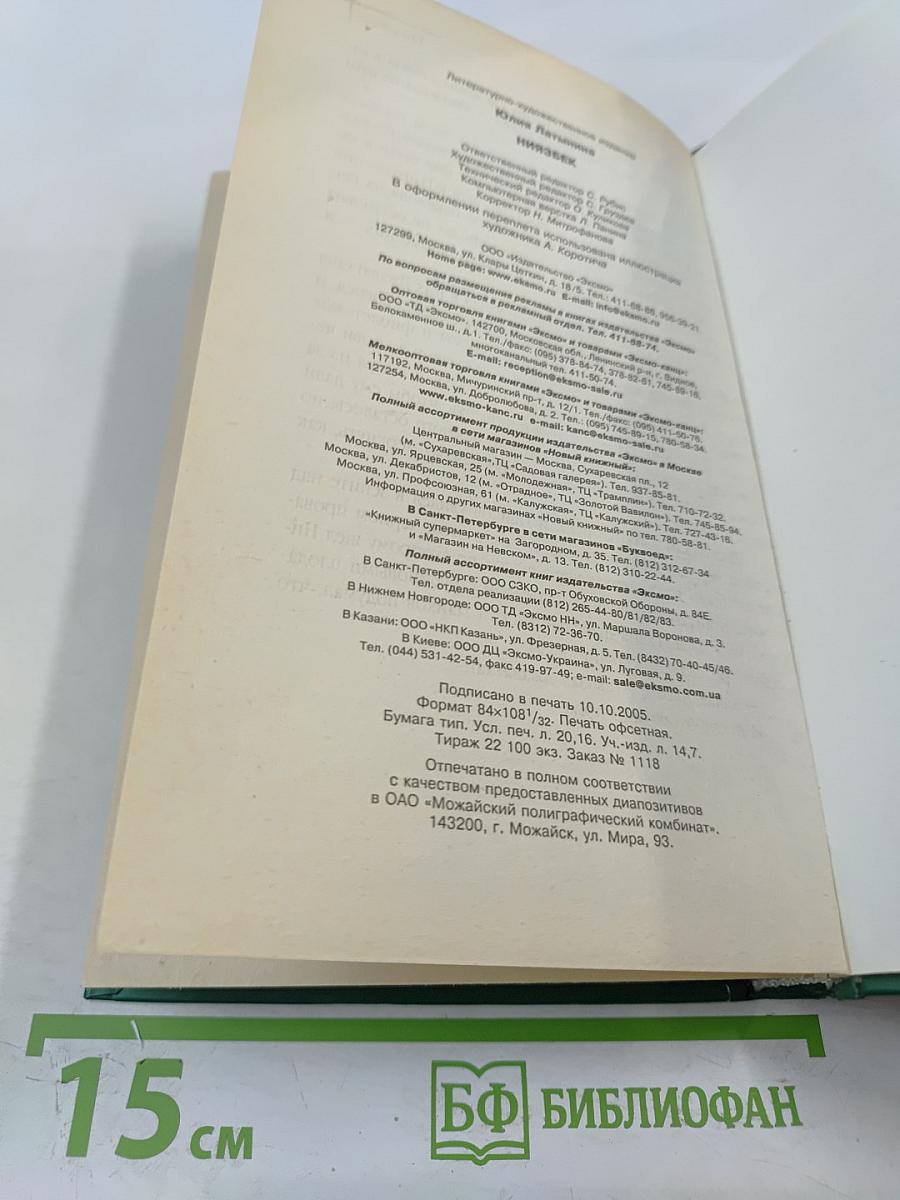 Литературно-художественное издание
Юлия Латынина
НИЯЗБЕК
Ответственный редактор С. Рубис
Художественный редактор С. Груздев
Технический редактор О. Куликова
Компьютерная верстка Л. Панина
Корректор Н. Митрофанова
В оформлении переплета использована иллюстрация
художника А. Коротича
ООО «Издательство «Эксмо»
127299, Москва, ул. Клары Цеткин, д. 18/5. Тел.: 411-68-86, 956-39-21.
Home page: www.eksmo.ru E-mail: info@eksmo.ru
По вопросам размещения рекламы в книгах издательства «Эксмо»
обращаться в рекламный отдел. Тел. 411-68-74.
Оптовая торговля книгами «Эксмо» и товарами «Эксмо-канц»:
ООО «ТД «Эксмо». 142700, Московская обл., Ленинский р-н, г. Видное,
Белокаменное ш., д.1. Тел./факс: (095) 378-84-74, 378-82-61, 745-89-16,
многоканальный тел. 411-50-74.
E-mail: reception@eksmo-sale.ru
Мелкооптовая торговля книгами «Эксмо» и товарами «Эксмо-канц»:
117192, Москва, Мичуринский пр-т, д. 12/1. Тел./факс: (095) 411-50-76.
127254, Москва, ул. Добролюбова, д. 2. Тел.: (095) 745-89-15, 780-58-34.
www.eksmo-kanc.ru e-mail: kanc@eksmo-sale.ru
Полный ассортимент продукции издательства «Эксмо» в Москве
в сети магазинов «Новый книжный»:
Центральный магазин — Москва, Сухаревская пл., 12
(м. «Сухаревская»,ТЦ «Садовая галерея»). Тел. 937-85-81.
Москва, ул. Ярцевская, 25 (м. «Молодежная», ТЦ «Трамплин»). Тел. 710-72-32.
Москва, ул. Декабристов, 12 (м. «Отрадное», ТЦ «Золотой Вавилон»). Тел. 745-85-94.
Москва, ул. Профсоюзная, 61 (м. «Калужская», ТЦ «Калужский»). Тел. 727-43-16.
Информация о других магазинах «Новый книжный» по тел. 780-58-81.
В Санкт-Петербурге в сети магазинов «Буквоед»:
«Книжный супермаркет» на Загородном, д. 35. Тел. (812) 312-67-34
и «Магазин на Невском», д. 13. Тел. (812) 310-22-44.
Полный ассортимент книг издательства «Эксмо»:
В Санкт-Петербурге: ООО СЗКО, пр-т Обуховской Обороны, д. 84Е.
Тел. отдела реализации (812) 265-44-80/81/82/83.
В Нижнем Новгороде: ООО ТД «Эксмо НН», ул. Маршала Воронова, д. 3.
Тел. (8312) 72-36-70.
В Казани: ООО «НКП Казань», ул. Фрезерная, д. 5. Тел. (8432) 70-40-45/46.
В Киеве: ООО ДЦ «Эксмо-Украина», ул. Луговая, д. 9.
Тел. (044) 531-42-54, факс 419-97-49; e-mail: sale@eksmo.com.ua
Подписано в печать 10.10.2005.
Формат 84×108¹/₃₂. Печать офсетная.
Бумага тип. Усл. печ. л. 20,16. Уч.-изд. л. 14,7.
Тираж 22 100 экз. Заказ № 1118
Отпечатано в полном соответствии
с качеством предоставленных диапозитивов
в ОАО «Можайский полиграфический комбинат».
143200, г. Можайск, ул. Мира, 93.
15 см
БФ БИБЛИОФАН